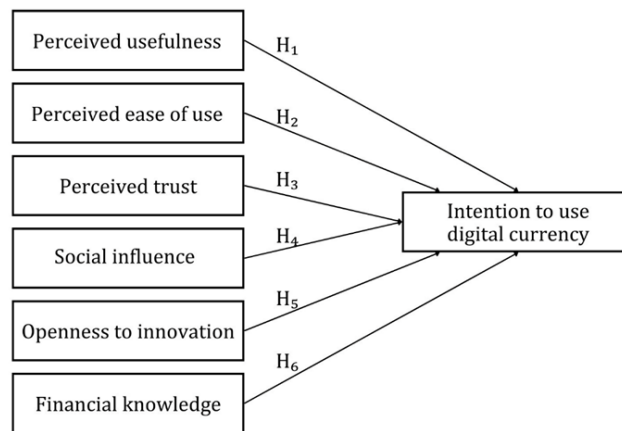 Perceived usefulness
H₁
Perceived ease of use
H₂
Perceived trust
H₃
Intention to use
digital currency
Social influence
H₄
Openness to innovation
H₅
Financial knowledge
H₆